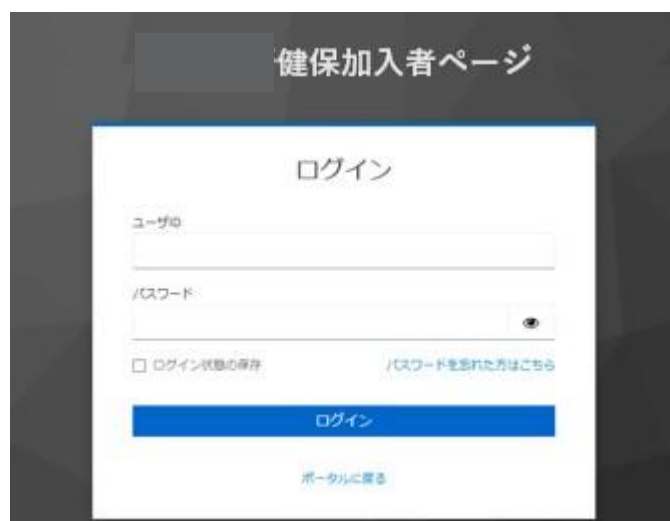 健保加入者ページ
ログイン
ユーザID
パスワード
ログイン状態の保存
パスワードを忘れた方はこちら
ログイン
ポータルに戻る